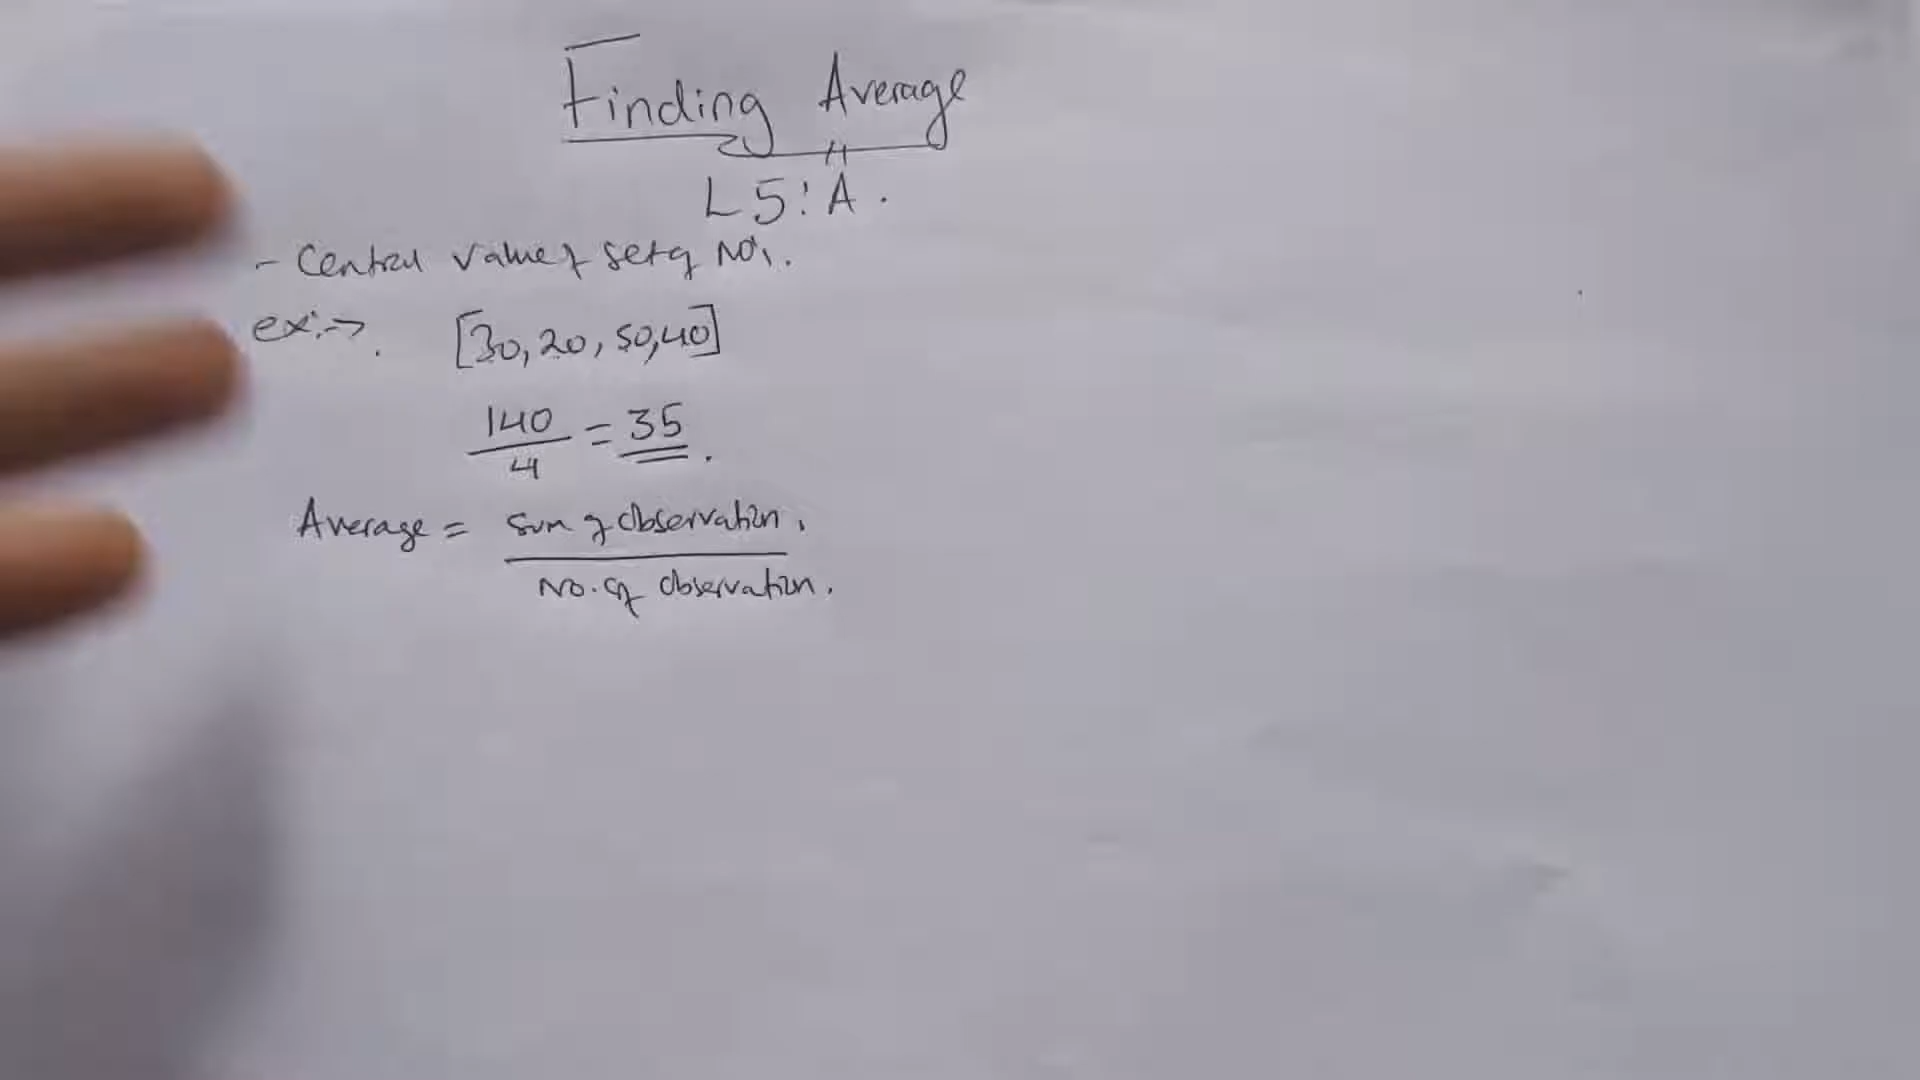 Finding Average
L5:A.
- Central value of set of No's.
ex:→. [30, 20, 50, 40]
140/4 = 35.
Average = sum of observation.
No. of observation.